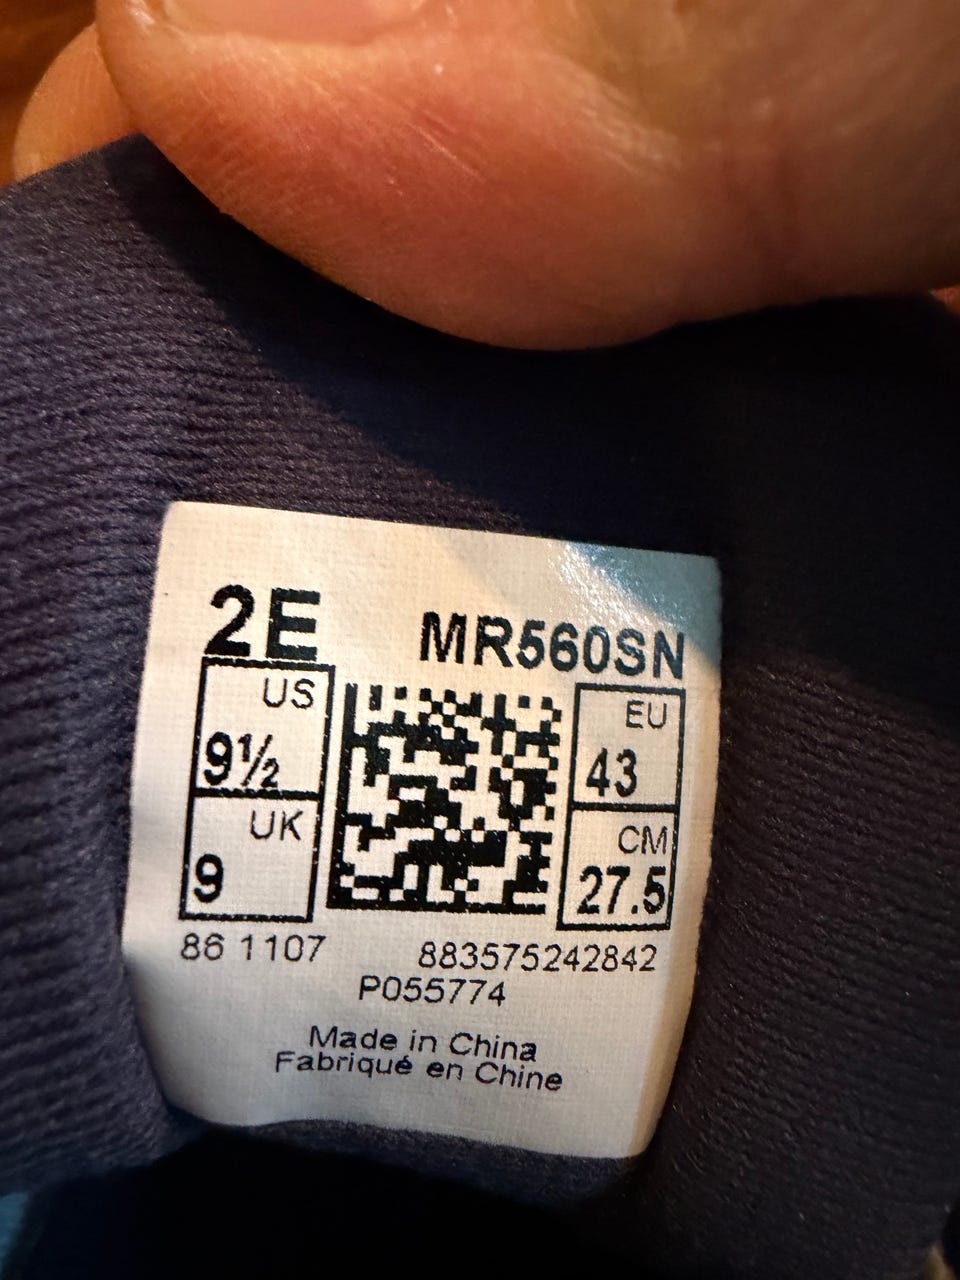 2E MR560SN
US EU
9½ 43
UK CM
9 27.5
86 1107 883575242842
P055774
Made in China
Fabriqué en Chine